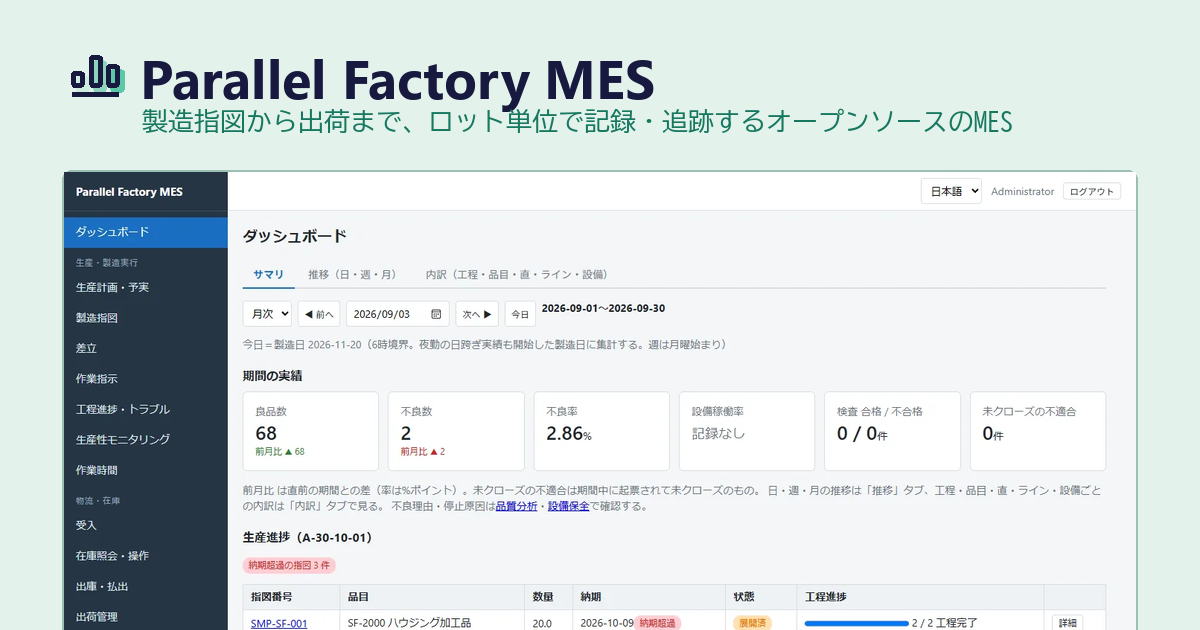 Parallel Factory MES
製造指図から出荷まで、ロット単位で記録・追跡するオープンソースのMES
Parallel Factory MES
日本語 Administrator ログアウト
ダッシュボード
生産・製造実行
生産計画・予実
製造指図
差立
作業指示
工程進捗・トラブル
生産性モニタリング
作業時間
物流・在庫
受入
在庫照会・操作
出庫・払出
出荷管理
ダッシュボード
サマリ 推移（日・週・月） 内訳（工程・品目・直・ライン・設備）
月次 ◀ 前へ 2026/09/03 次へ ▶ 今日 2026-09-01～2026-09-30
今日＝製造日 2026-11-20（6時境界。夜勤の日跨ぎ実績も開始した製造日に集計する。週は月曜始まり）
期間の実績
良品数
68
前月比 ▲ 68
不良数
2
前月比 ▲ 2
不良率
2.86%
設備稼働率
記録なし
検査 合格 / 不合格
0 / 0件
未クローズの不適合
0件
前月比 は直前の期間との差（率は%ポイント）。未クローズの不適合は期間中に起票されて未クローズのもの。 日・週・月の推移は「推移」タブ、工程・品目・直・ライン・設備ごと
の内訳は「内訳」タブで見る。 不良理由・停止原因は品質分析・設備保全で確認する。
生産進捗（A-30-10-01）
納期超過の指図 3 件
指図番号 品目 数量 納期 状態 工程進捗
SMP-SF-001 SF-2000 ハウジング加工品 20.0 2026-10-09 納期超過 展開済 2 / 2 工程完了 詳細